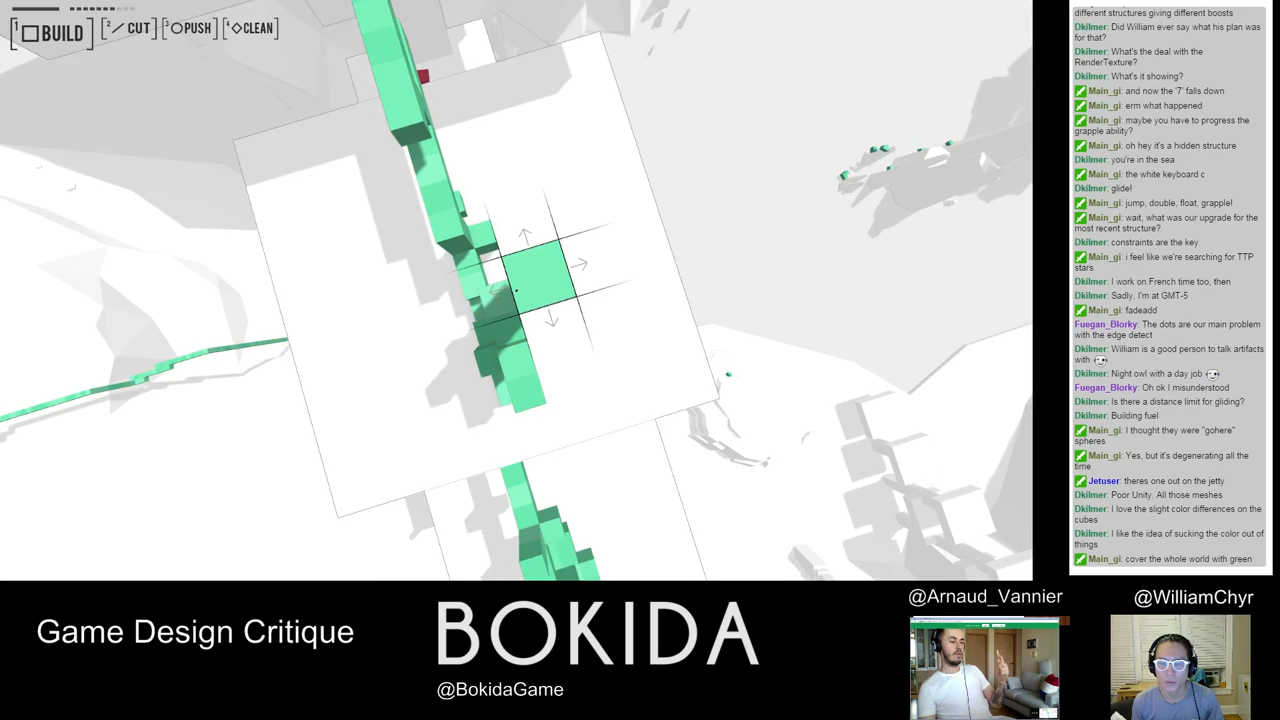 1 BUILD 2 CUT 3 PUSH 4 CLEAN
different structures giving different boosts
Dkilmer: Did William ever say what his plan was
for that?
Dkilmer: What's the deal with the
RenderTexture?
Dkilmer: What's it showing?
Main_gi: and now the '7' falls down
Main_gi: erm what happened
Main_gi: maybe you have to progress the
grapple ability?
Main_gi: oh hey it's a hidden structure
Dkilmer: you're in the sea
Main_gi: the white keyboard c
Dkilmer: glide!
Main_gi: jump, double, float, grapple!
Main_gi: wait, what was our upgrade for the
most recent structure?
Dkilmer: constraints are the key
Main_gi: i feel like we're searching for TTP
stars
Dkilmer: I work on French time too, then
Dkilmer: Sadly, I'm at GMT-5
Main_gi: fadeadd
Fuegan_Blorky: The dots are our main problem
with the edge detect
Dkilmer: William is a good person to talk artifacts
with
Dkilmer: Night owl with a day job
Fuegan_Blorky: Oh ok I misunderstood
Dkilmer: Is there a distance limit for gliding?
Dkilmer: Building fuel
Main_gi: I thought they were "gohere"
spheres
Main_gi: Yes, but it's degenerating all the
time
Jetuser: theres one out on the jetty
Dkilmer: Poor Unity. All those meshes
Dkilmer: I love the slight color differences on the
cubes
Dkilmer: I like the idea of sucking the color out of
things
Main_gi: cover the whole world with green
Game Design Critique
BOKIDA
@BokidaGame
@Arnaud_Vannier
@WilliamChyr